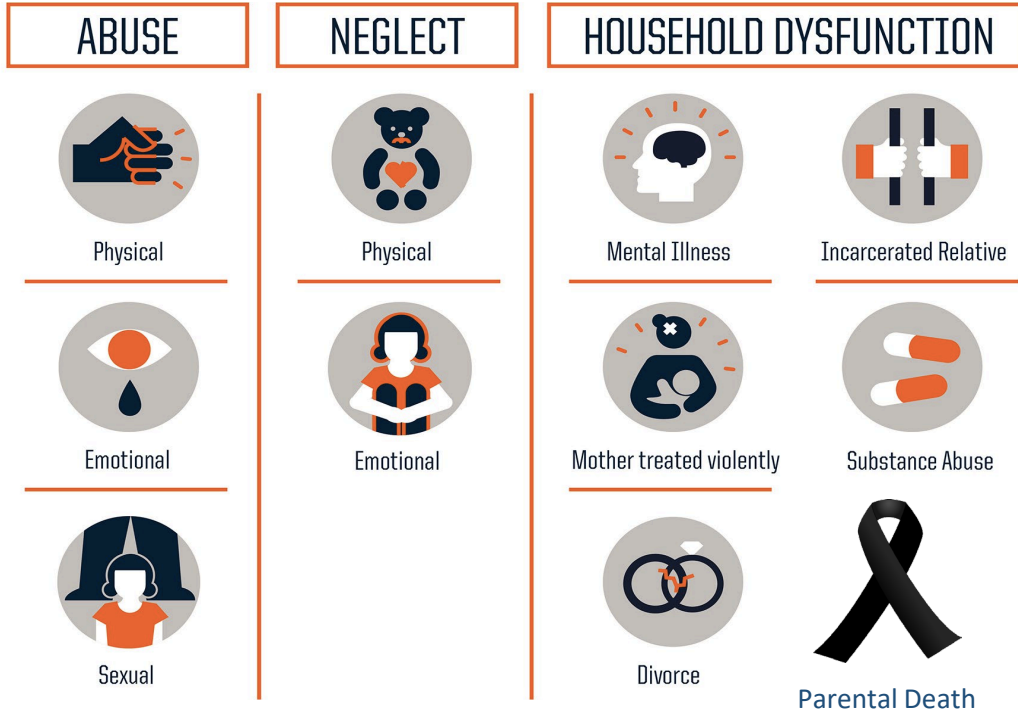 ABUSE
Physical
Emotional
Sexual
NEGLECT
Physical
Emotional
HOUSEHOLD DYSFUNCTION
Mental Illness
Incarcerated Relative
Mother treated violently
Substance Abuse
Divorce
Parental Death